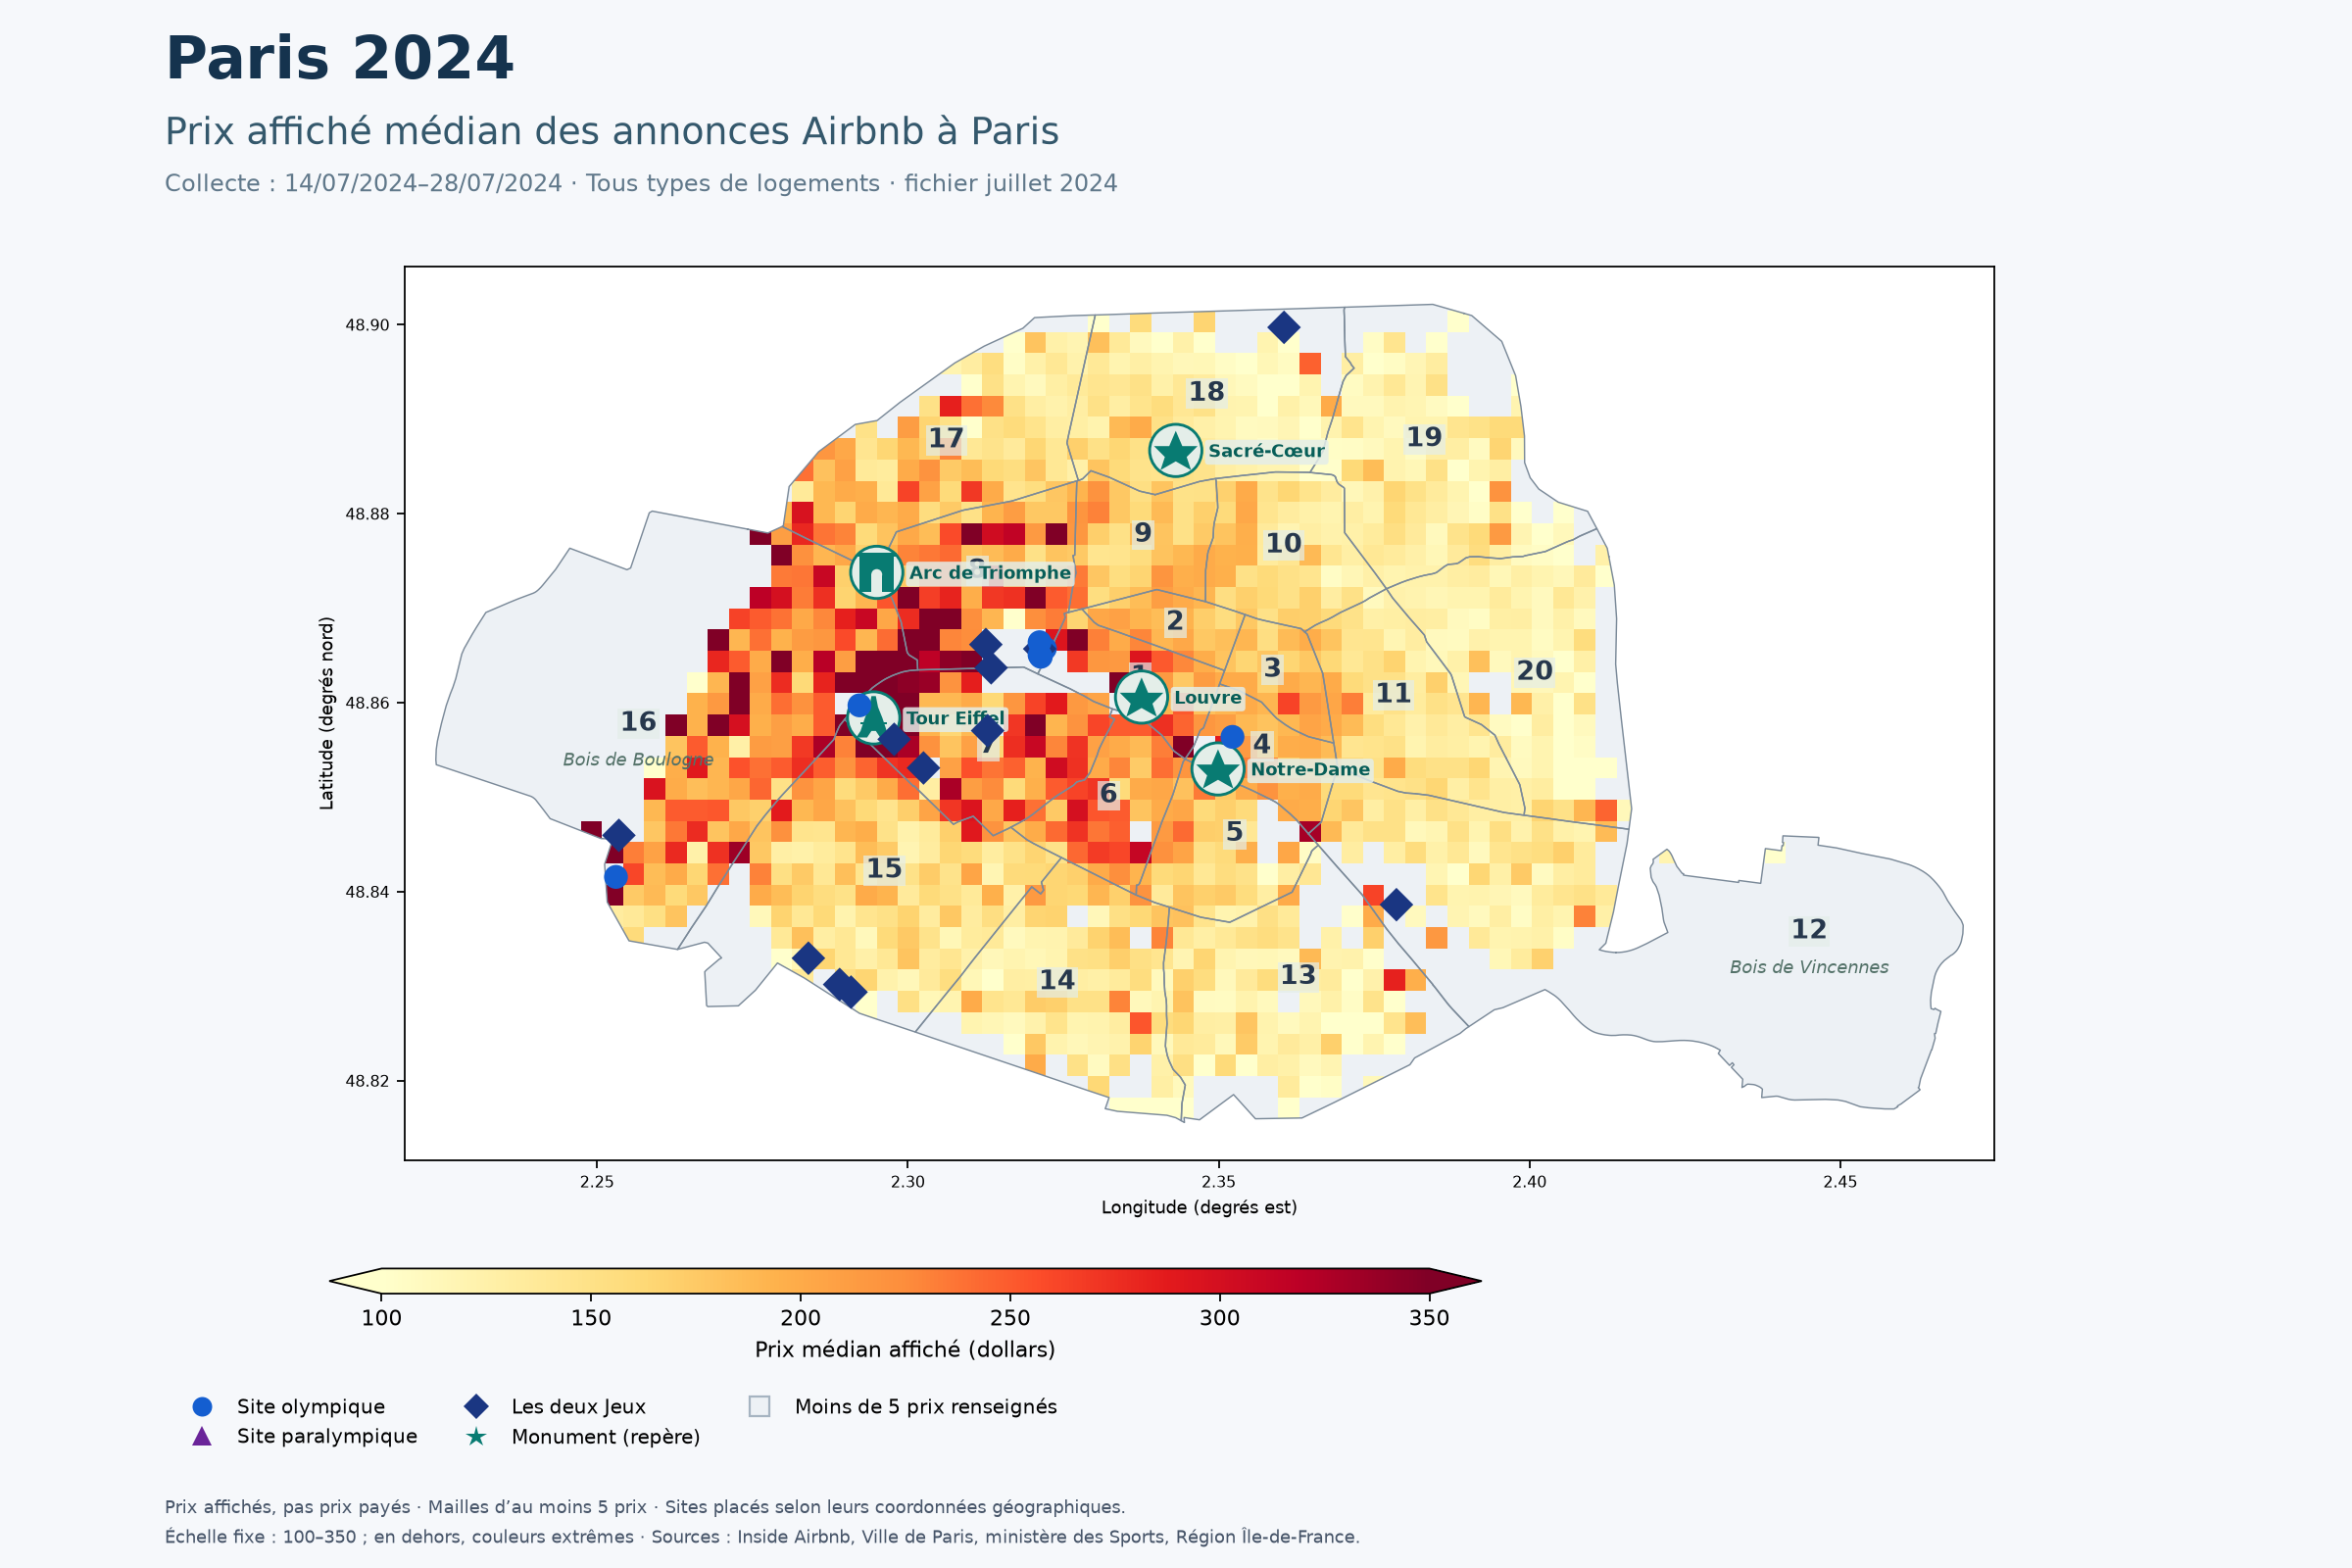 Paris 2024
Prix affiché médian des annonces Airbnb à Paris
Collecte : 14/07/2024–28/07/2024 · Tous types de logements · fichier juillet 2024
48.90
48.88
48.86
48.84
48.82
Latitude (degrés nord)
18
17
19
Sacré-Cœur
9
10
8
Arc de Triomphe
2
3
1
20
11
Louvre
16
Tour Eiffel
7
4
Bois de Boulogne
Notre-Dame
6
5
15
12
Bois de Vincennes
14
13
2.25
2.30
2.35
2.40
2.45
Longitude (degrés est)
100
150
200
250
300
350
Prix médian affiché (dollars)
Site olympique
Les deux Jeux
Moins de 5 prix renseignés
Site paralympique
Monument (repère)
Prix affichés, pas prix payés · Mailles d’au moins 5 prix · Sites placés selon leurs coordonnées géographiques.
Échelle fixe : 100–350 ; en dehors, couleurs extrêmes · Sources : Inside Airbnb, Ville de Paris, ministère des Sports, Région Île-de-France.